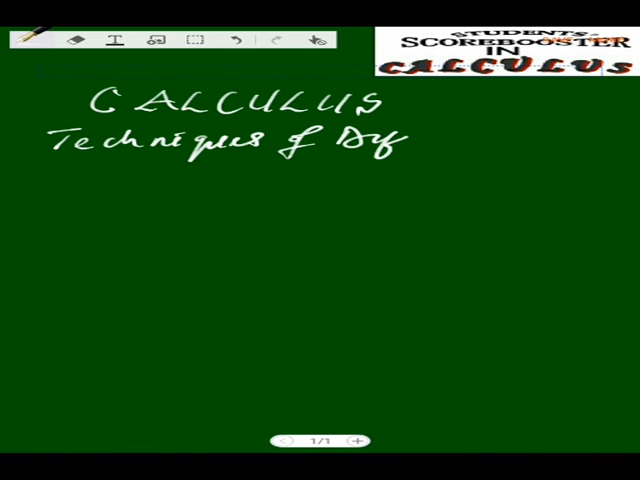 STUDENTS
SCOREBOOSTER
IN
CALCULUS
CALCULUS
Techniques of Dif
1/1